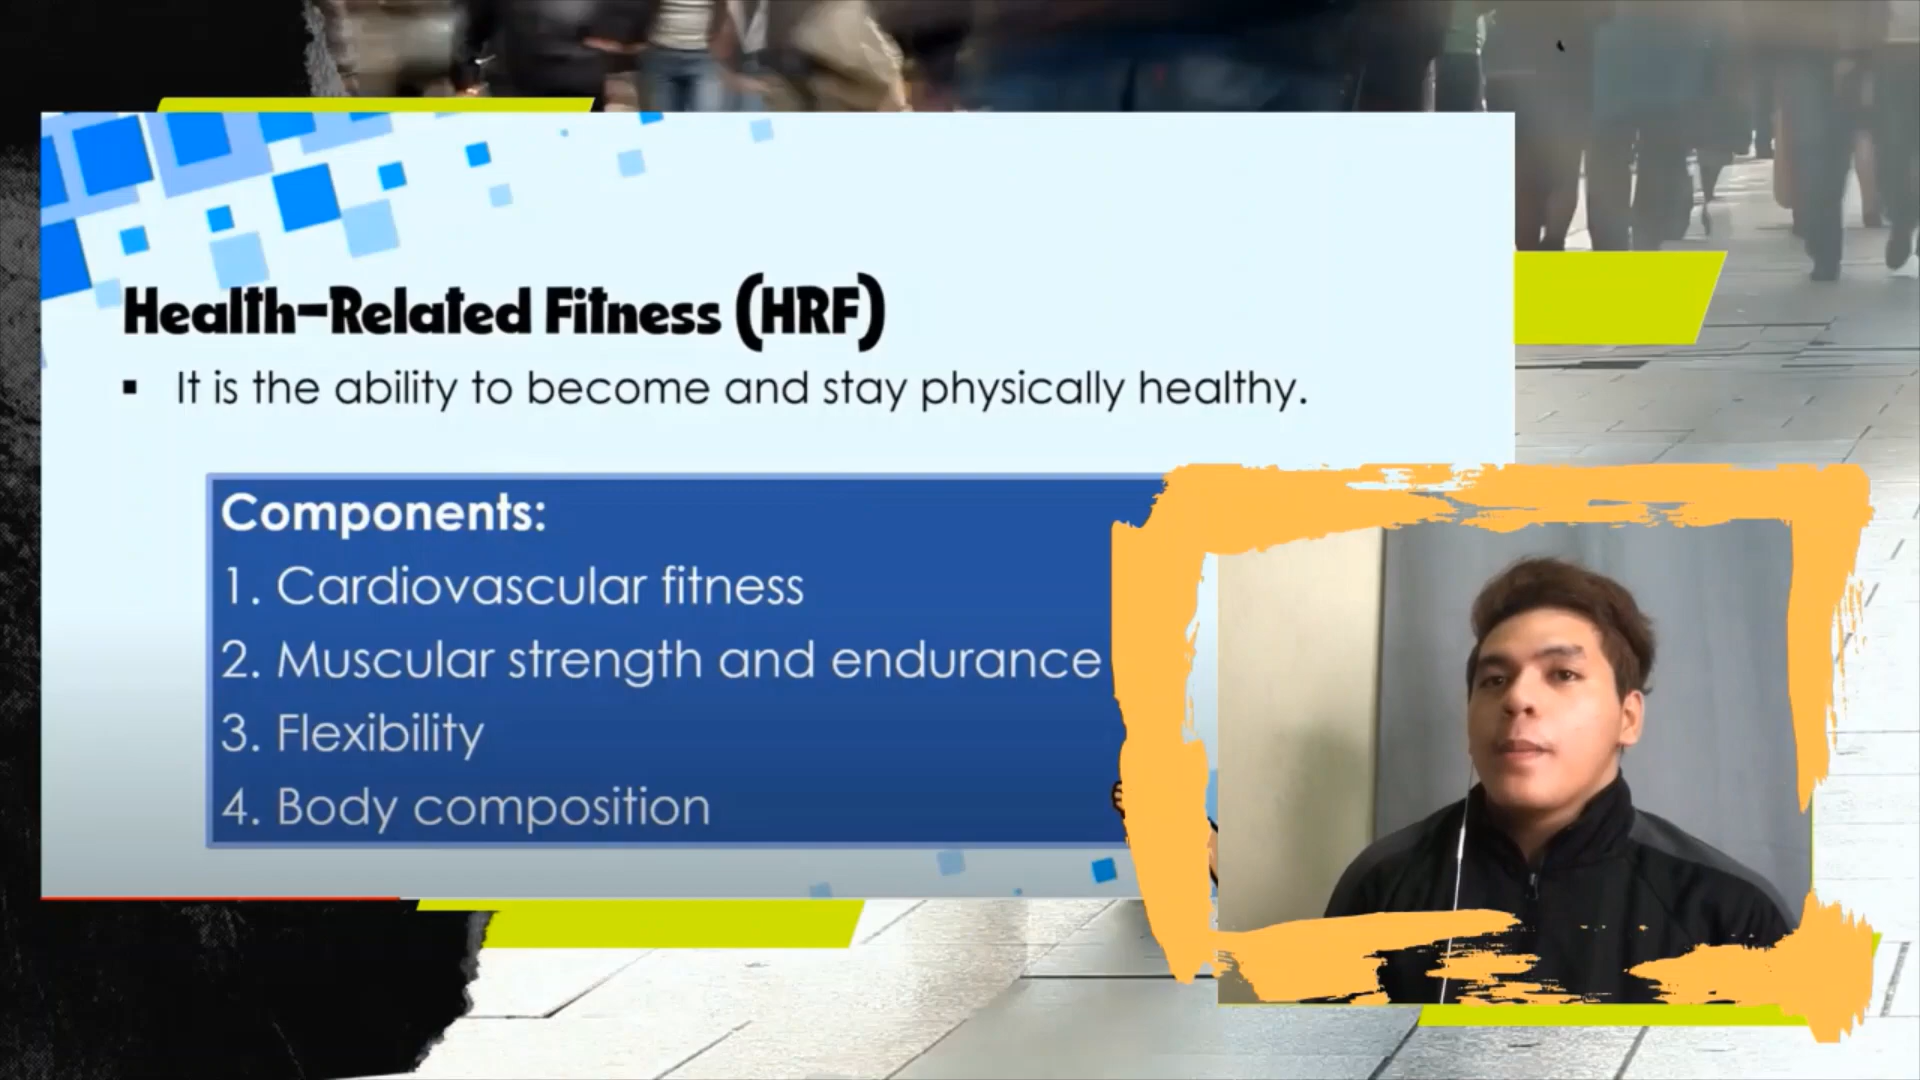 Health-Related Fitness (HRF)
▪ It is the ability to become and stay physically healthy.
Components:
1. Cardiovascular fitness
2. Muscular strength and endurance
3. Flexibility
4. Body composition